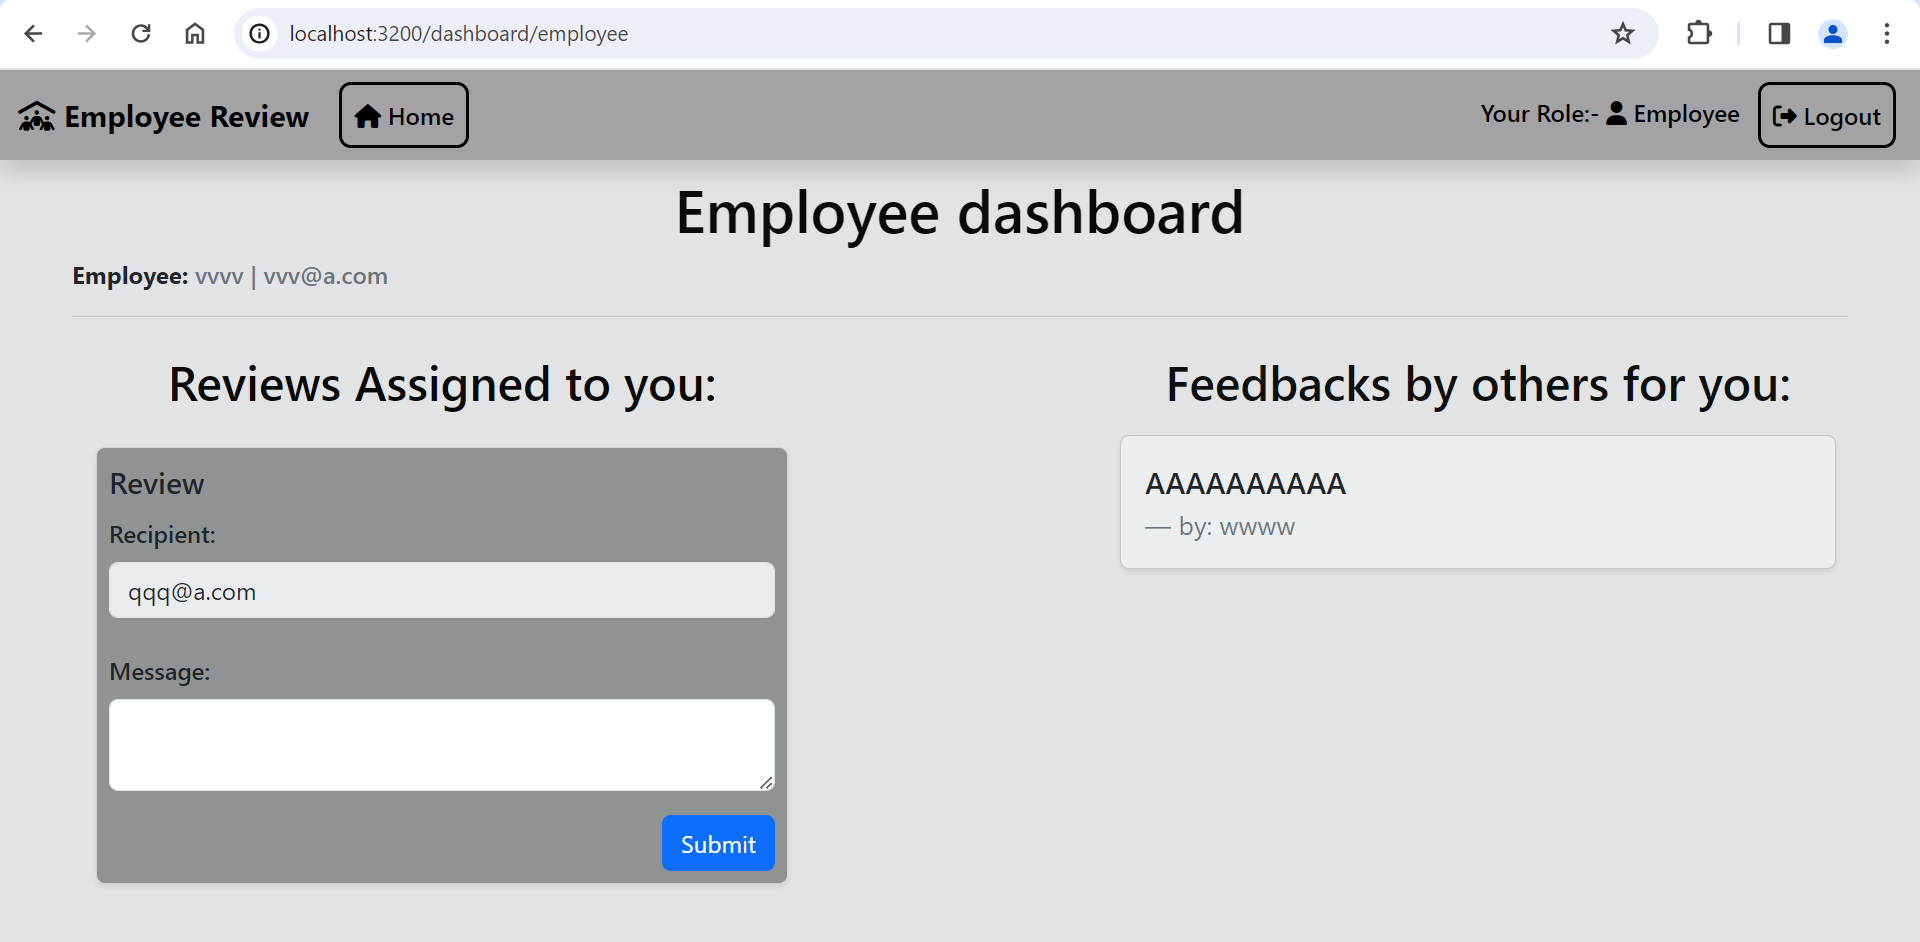 localhost:3200/dashboard/employee
Employee Review Home Your Role:- Employee Logout
Employee dashboard
Employee: vvvv | vvv@a.com
Reviews Assigned to you:
Review
Recipient:
qqq@a.com
Message:
Submit
Feedbacks by others for you:
AAAAAAAAAA
— by: wwww